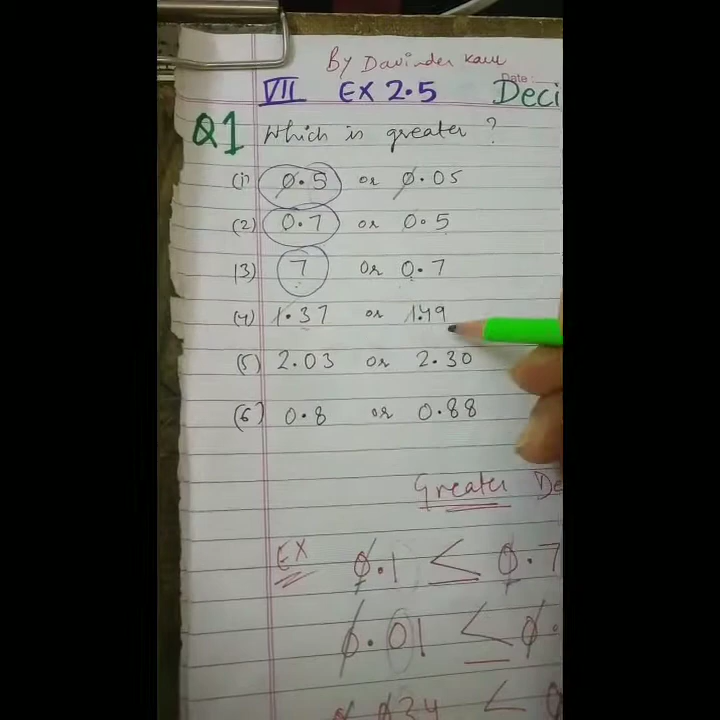 By Davinder Kaur
Date :
VII EX 2.5 Deci
Q1 Which is greater ?
(1) 0.5 or 0.05
(2) 0.7 or 0.5
(3) 7 or 0.7
(4) 1.37 or 1.49
(5) 2.03 or 2.30
(6) 0.8 or 0.88
Greater De
EX 0.1 < 0.7
0.01 < 0.
034 <